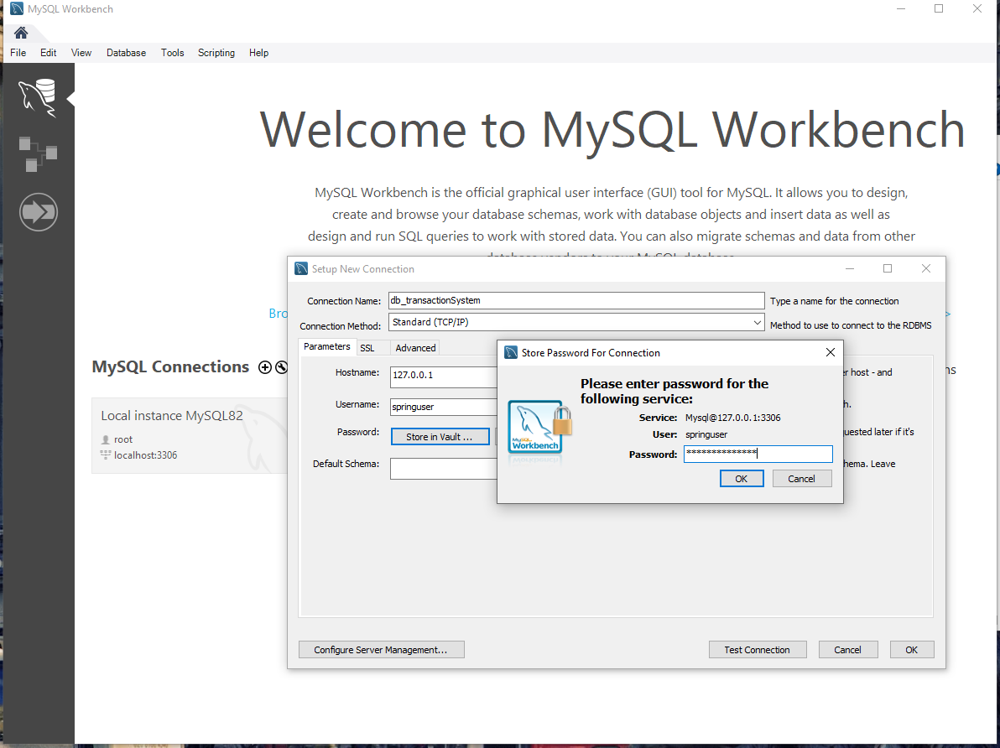 MySQL Workbench
File Edit View Database Tools Scripting Help
Welcome to MySQL Workbench
MySQL Workbench is the official graphical user interface (GUI) tool for MySQL. It allows you to design,
create and browse your database schemas, work with database objects and insert data as well as
design and run SQL queries to work with stored data. You can also migrate schemas and data from other
database vendors to your MySQL database.
Bro
>
MySQL Connections
ns
Local instance MySQL82
root
localhost:3306
Setup New Connection
Connection Name: db_transactionSystem Type a name for the connection
Connection Method: Standard (TCP/IP) Method to use to connect to the RDBMS
Parameters SSL Advanced
Hostname: 127.0.0.1 er host - and
Username: springuser h.
Password: Store in Vault ... uested later if it's
Default Schema: hema. Leave
Store Password For Connection
Please enter password for the
following service:
Service: Mysql@127.0.0.1:3306
User: springuser
Password: **************
MySQL
Workbench
OK Cancel
Configure Server Management... Test Connection Cancel OK